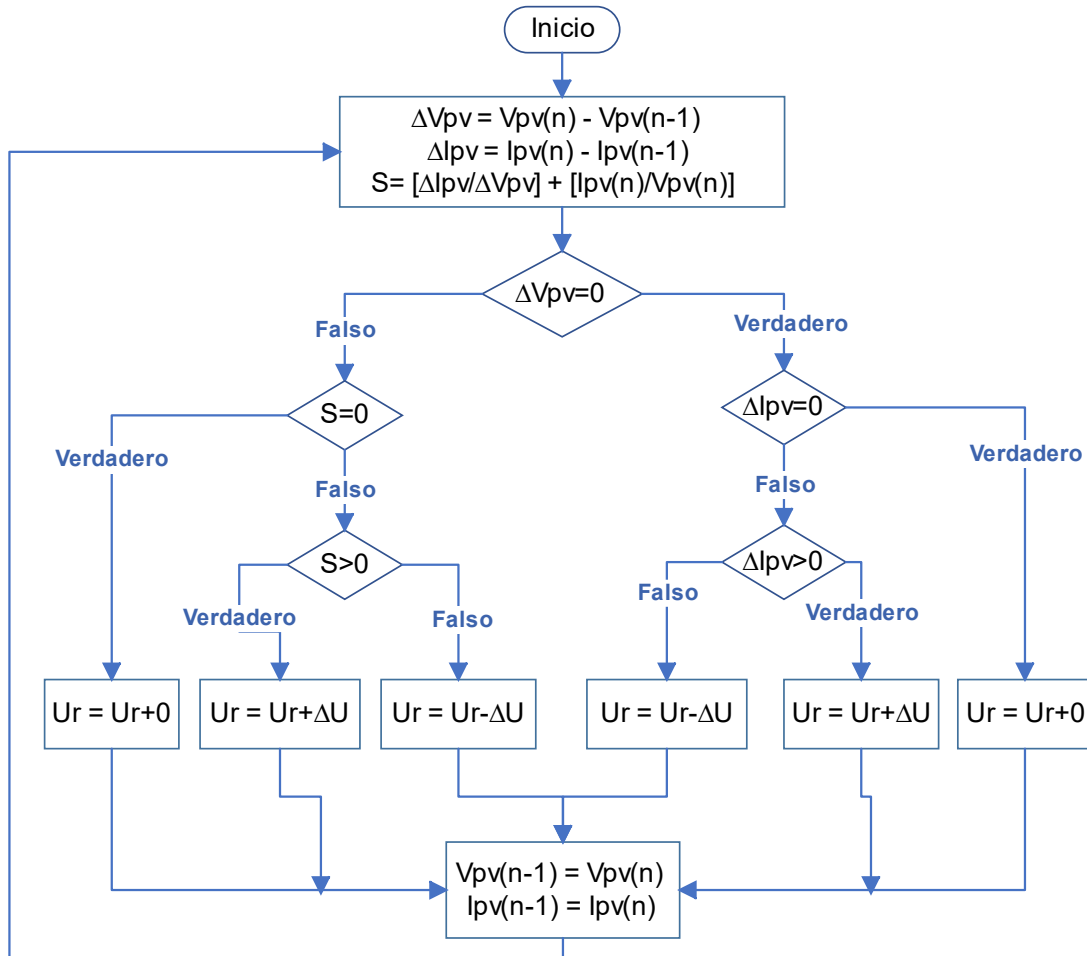 Inicio
∆Vpv = Vpv(n) - Vpv(n-1)
∆Ipv = Ipv(n) - Ipv(n-1)
S= [∆Ipv/∆Vpv] + [Ipv(n)/Vpv(n)]
∆Vpv=0
Falso
Verdadero
S=0
∆Ipv=0
Verdadero
Falso
Falso
Verdadero
S>0
∆Ipv>0
Verdadero
Falso
Falso
Verdadero
Ur = Ur+0
Ur = Ur+∆U
Ur = Ur-∆U
Ur = Ur-∆U
Ur = Ur+∆U
Ur = Ur+0
Vpv(n-1) = Vpv(n)
Ipv(n-1) = Ipv(n)